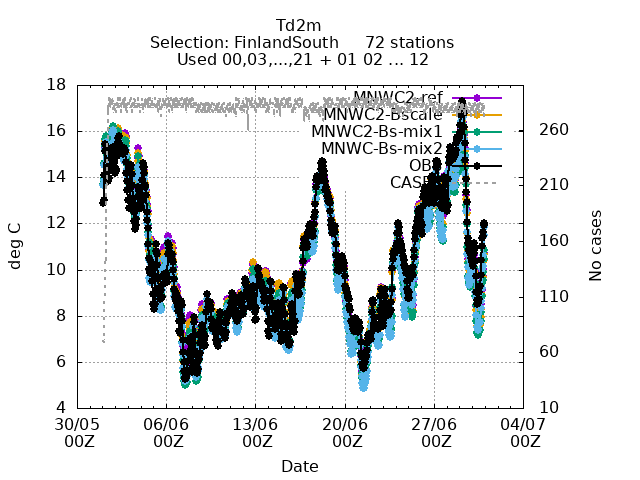 Td2m
Selection: FinlandSouth 72 stations
Used 00,03,...,21 + 01 02 ... 12
18
16
14
12
10
8
6
4
deg C
MNWC2-ref
MNWC2-Bscale
MNWC2-Bs-mix1
MNWC-Bs-mix2
OBS
CASES
260
210
160
110
60
10
No cases
30/05 06/06 13/06 20/06 27/06 04/07
00Z 00Z 00Z 00Z 00Z 00Z
Date